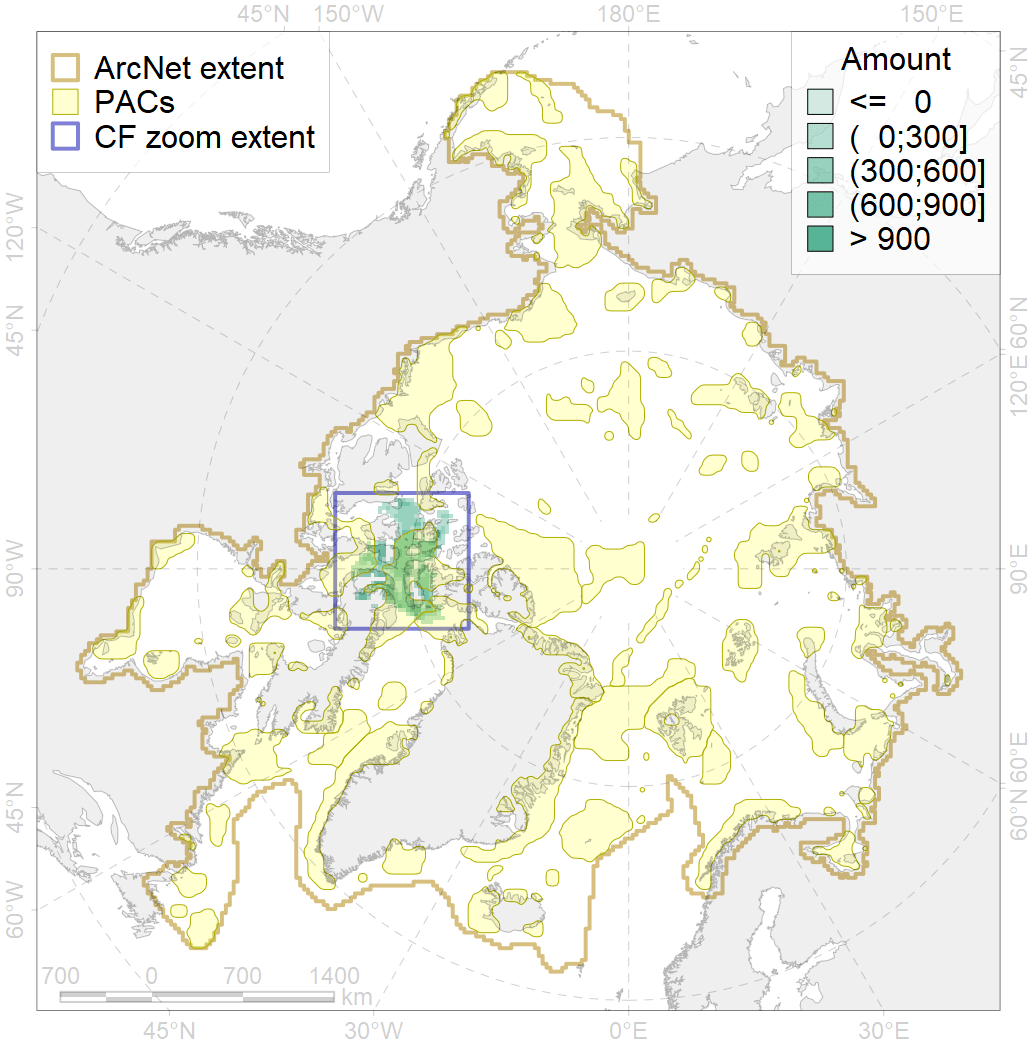 45°N 150°W 180°E 150°E
ArcNet extent
PACs
CF zoom extent
Amount
<= 0
( 0;300]
(300;600]
(600;900]
> 900
45°N
120°W
45°N
60°N
120°E
90°W
90°E
45°N
60°E
60°N
60°W
700 0 700 1400
km
45°N 30°W 0°E 30°E